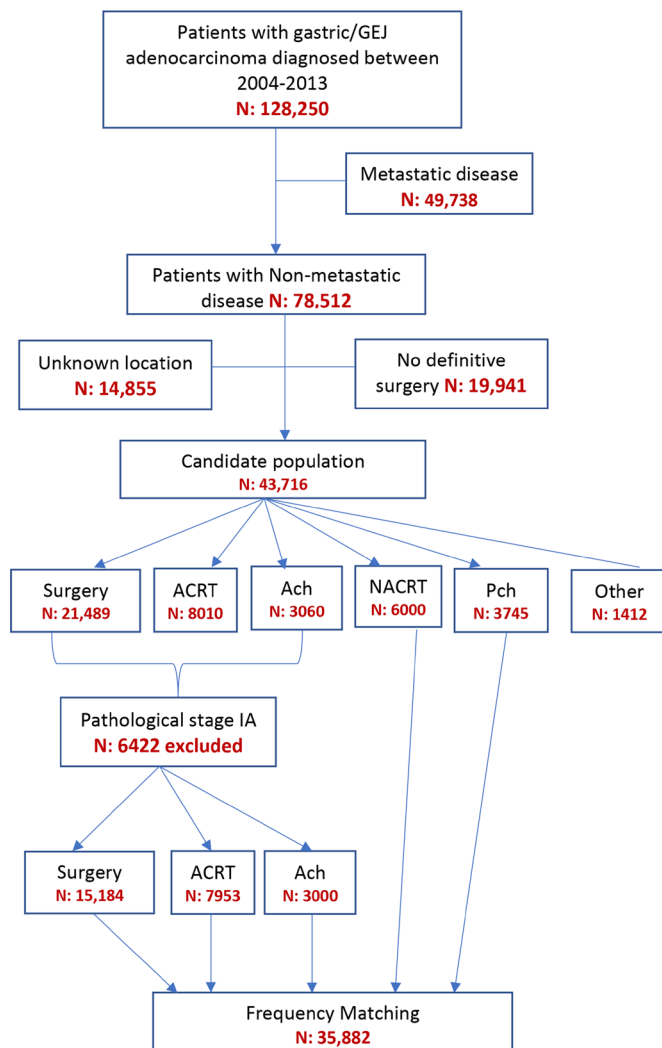 Patients with gastric/GEJ
adenocarcinoma diagnosed between
2004-2013
N: 128,250
Metastatic disease
N: 49,738
Patients with Non-metastatic
disease N: 78,512
Unknown location
N: 14,855
No definitive
surgery N: 19,941
Candidate population
N: 43,716
Surgery
N: 21,489
ACRT
N: 8010
Ach
N: 3060
NACRT
N: 6000
Pch
N: 3745
Other
N: 1412
Pathological stage IA
N: 6422 excluded
Surgery
N: 15,184
ACRT
N: 7953
Ach
N: 3000
Frequency Matching
N: 35,882